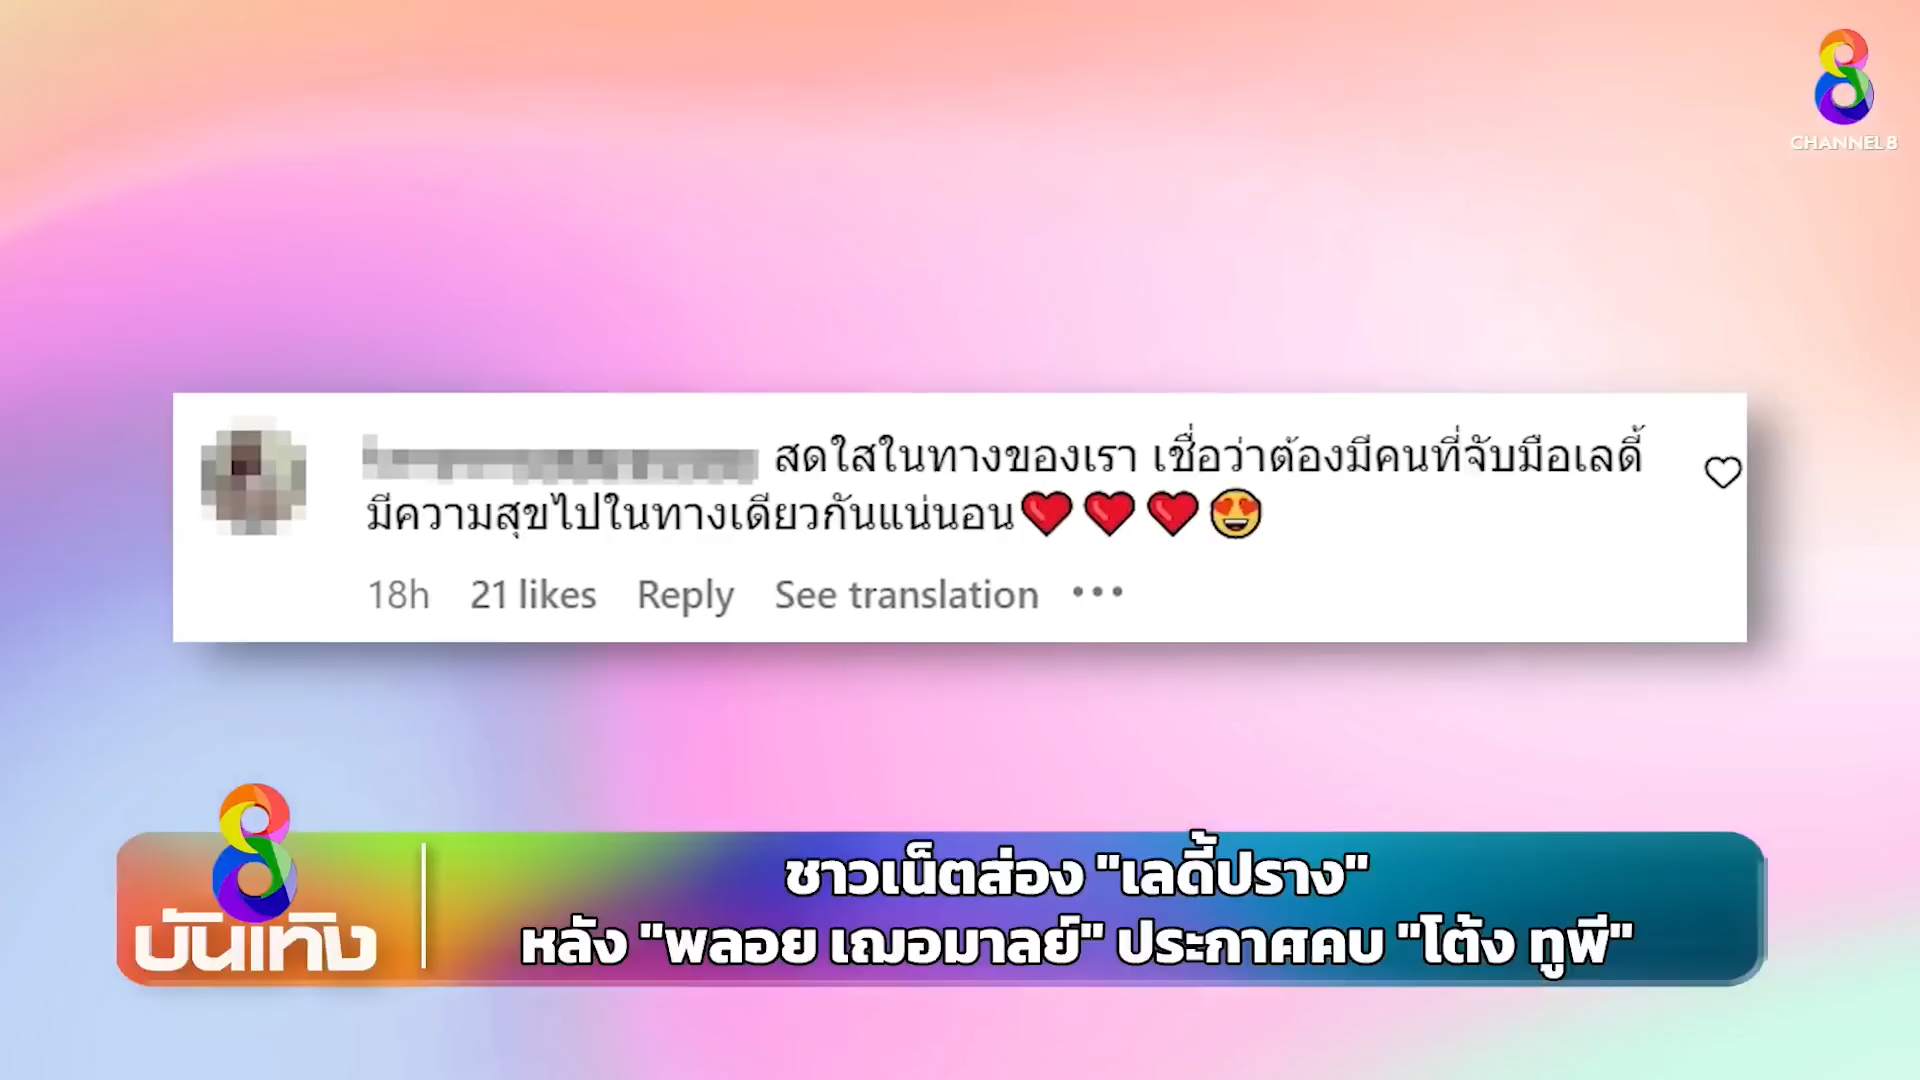 CHANNEL 8
สดใสในทางของเรา เชื่อว่าต้องมีคนที่จับมือเลดี้
มีความสุขไปในทางเดียวกันแน่นอน❤️❤️❤️😍
18h 21 likes Reply See translation •••
บันเทิง
ชาวเน็ตส่อง "เลดี้ปราง"
หลัง "พลอย เฌอมาลย์" ประกาศคบ "โต้ง ทูพี"